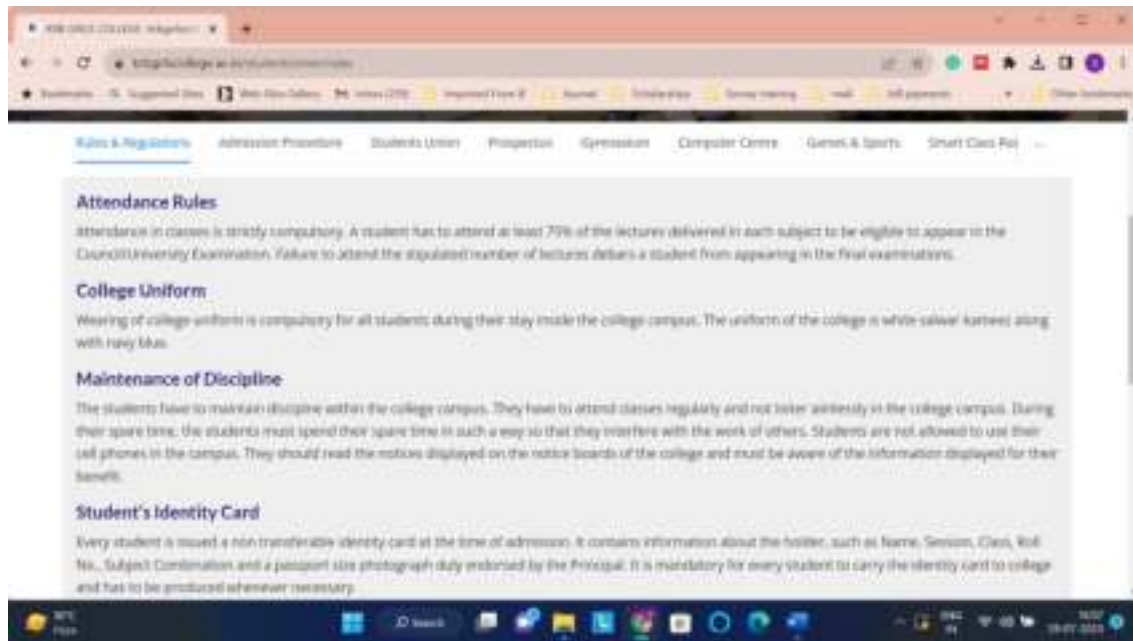 Rules & Regulations Admission Procedure Students Union Prospectus Gymnasium Computer Centre Games & Sports Smart Class
Attendance Rules
Attendance in classes is strictly compulsory. A student has to attend at least 75% of the lectures delivered in each subject to be eligible to appear in the
Council/University Examination. Failure to attend the stipulated number of lectures debars a student from appearing in the final examinations.
College Uniform
Wearing of college uniform is compulsory for all students during their stay inside the college campus. The uniform of the college is white salwar kameez along
with navy blue.
Maintenance of Discipline
The students have to maintain discipline within the college campus. They have to attend classes regularly and not loiter aimlessly in the college campus. During
their spare time, the students must spend their spare time in such a way so that they interfere with the work of others. Students are not allowed to use their
cell phones in the campus. They should read the notices displayed on the notice boards of the college and must be aware of the information displayed for their
benefit.
Student's Identity Card
Every student is issued a non transferable identity card at the time of admission. It contains information about the holder, such as Name, Session, Class, Roll
No., Subject Combination and a passport size photograph duly endorsed by the Principal. It is mandatory for every student to carry the identity card to college
and has to be produced whenever necessary.
Search